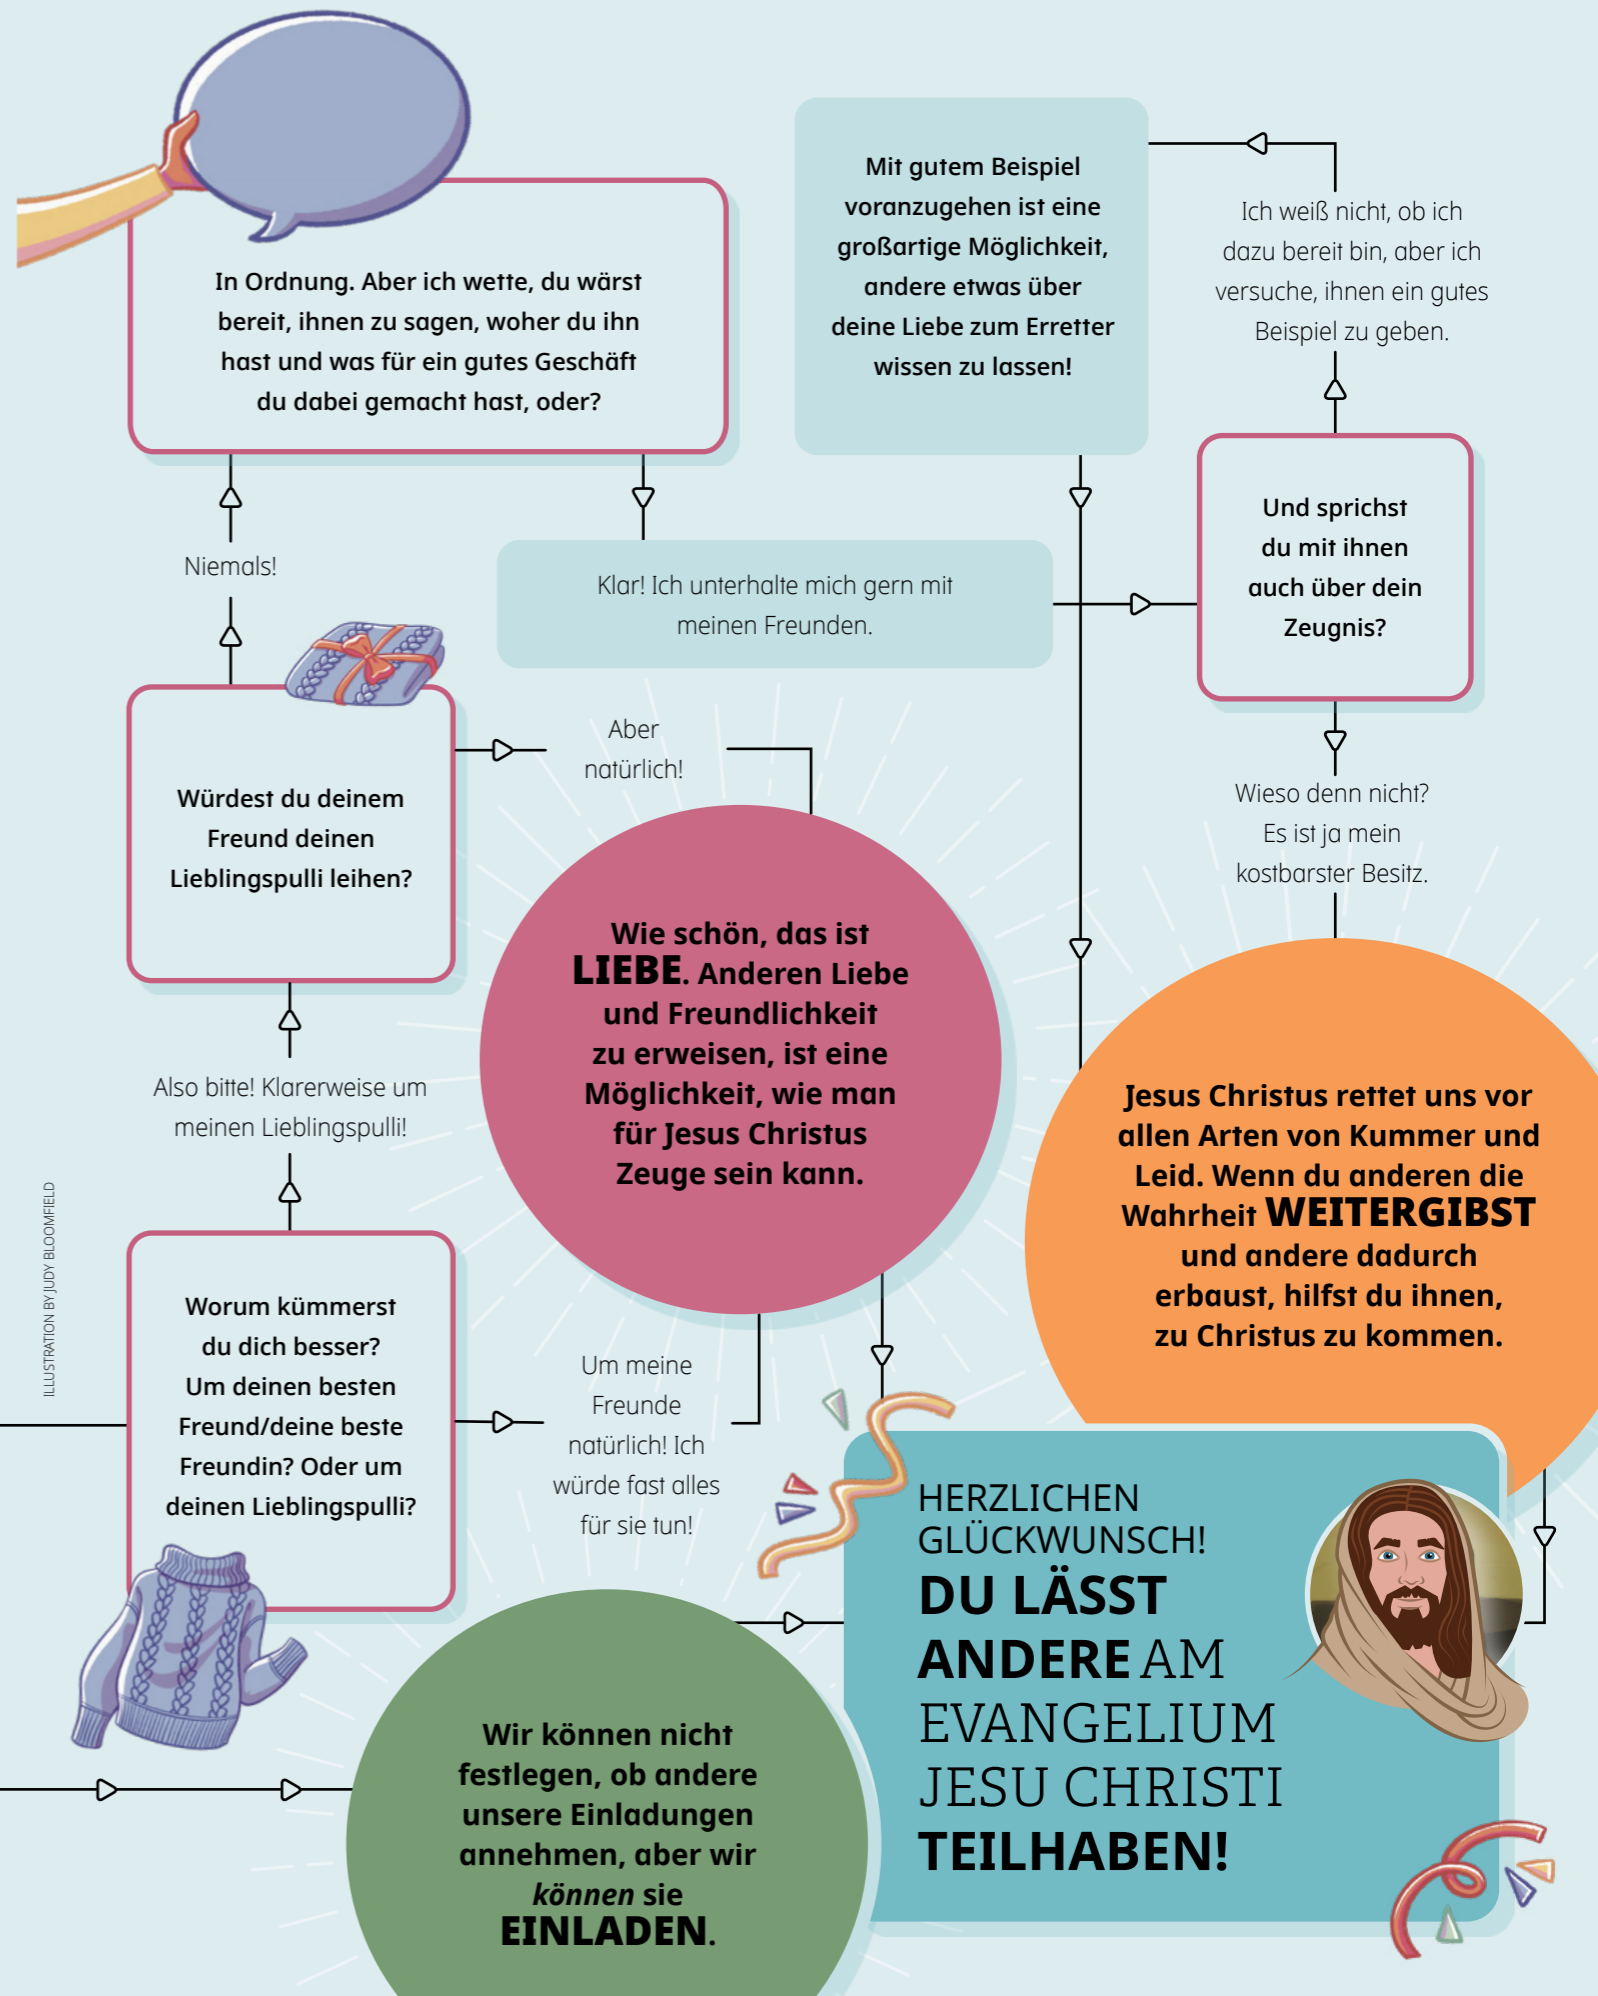 In Ordnung. Aber ich wette, du wärst
bereit, ihnen zu sagen, woher du ihn
hast und was für ein gutes Geschäft
du dabei gemacht hast, oder?
Mit gutem Beispiel
voranzugehen ist eine
großartige Möglichkeit,
andere etwas über
deine Liebe zum Erretter
wissen zu lassen!
Ich weiß nicht, ob ich
dazu bereit bin, aber ich
versuche, ihnen ein gutes
Beispiel zu geben.
Und sprichst
du mit ihnen
auch über dein
Zeugnis?
Niemals!
Klar! Ich unterhalte mich gern mit
meinen Freunden.
Aber
natürlich!
Wieso denn nicht?
Es ist ja mein
kostbarster Besitz.
Würdest du deinem
Freund deinen
Lieblingspulli leihen?
Wie schön, das ist
LIEBE. Anderen Liebe
und Freundlichkeit
zu erweisen, ist eine
Möglichkeit, wie man
für Jesus Christus
Zeuge sein kann.
Also bitte! Klarerweise um
meinen Lieblingspulli!
Jesus Christus rettet uns vor
allen Arten von Kummer und
Leid. Wenn du anderen die
Wahrheit WEITERGIBST
und andere dadurch
erbaust, hilfst du ihnen,
zu Christus zu kommen.
ILLUSTRATION BY JUDY BLOOMFIELD
Worum kümmerst
du dich besser?
Um deinen besten
Freund/deine beste
Freundin? Oder um
deinen Lieblingspulli?
Um meine
Freunde
natürlich! Ich
würde fast alles
für sie tun!
HERZLICHEN
GLÜCKWUNSCH!
DU LÄSST
ANDERE AM
EVANGELIUM
JESU CHRISTI
TEILHABEN!
Wir können nicht
festlegen, ob andere
unsere Einladungen
annehmen, aber wir
können sie
EINLADEN.